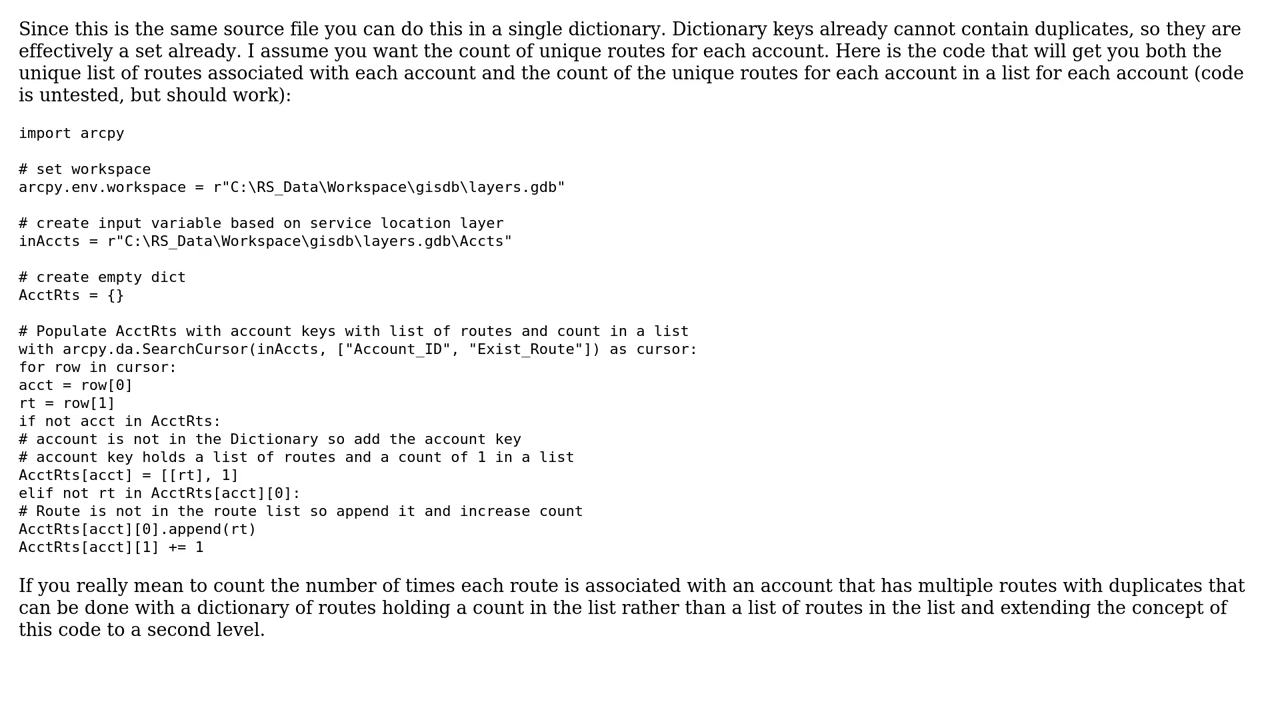 Since this is the same source file you can do this in a single dictionary. Dictionary keys already cannot contain duplicates, so they are
effectively a set already. I assume you want the count of unique routes for each account. Here is the code that will get you both the
unique list of routes associated with each account and the count of the unique routes for each account in a list for each account (code
is untested, but should work):
import arcpy
# set workspace
arcpy.env.workspace = r"C:\RS_Data\Workspace\gisdb\layers.gdb"
# create input variable based on service location layer
inAccts = r"C:\RS_Data\Workspace\gisdb\layers.gdb\Accts"
# create empty dict
AcctRts = {}
# Populate AcctRts with account keys with list of routes and count in a list
with arcpy.da.SearchCursor(inAccts, ["Account_ID", "Exist_Route"]) as cursor:
for row in cursor:
acct = row[0]
rt = row[1]
if not acct in AcctRts:
# account is not in the Dictionary so add the account key
# account key holds a list of routes and a count of 1 in a list
AcctRts[acct] = [[rt], 1]
elif not rt in AcctRts[acct][0]:
# Route is not in the route list so append it and increase count
AcctRts[acct][0].append(rt)
AcctRts[acct][1] += 1
If you really mean to count the number of times each route is associated with an account that has multiple routes with duplicates that
can be done with a dictionary of routes holding a count in the list rather than a list of routes in the list and extending the concept of
this code to a second level.